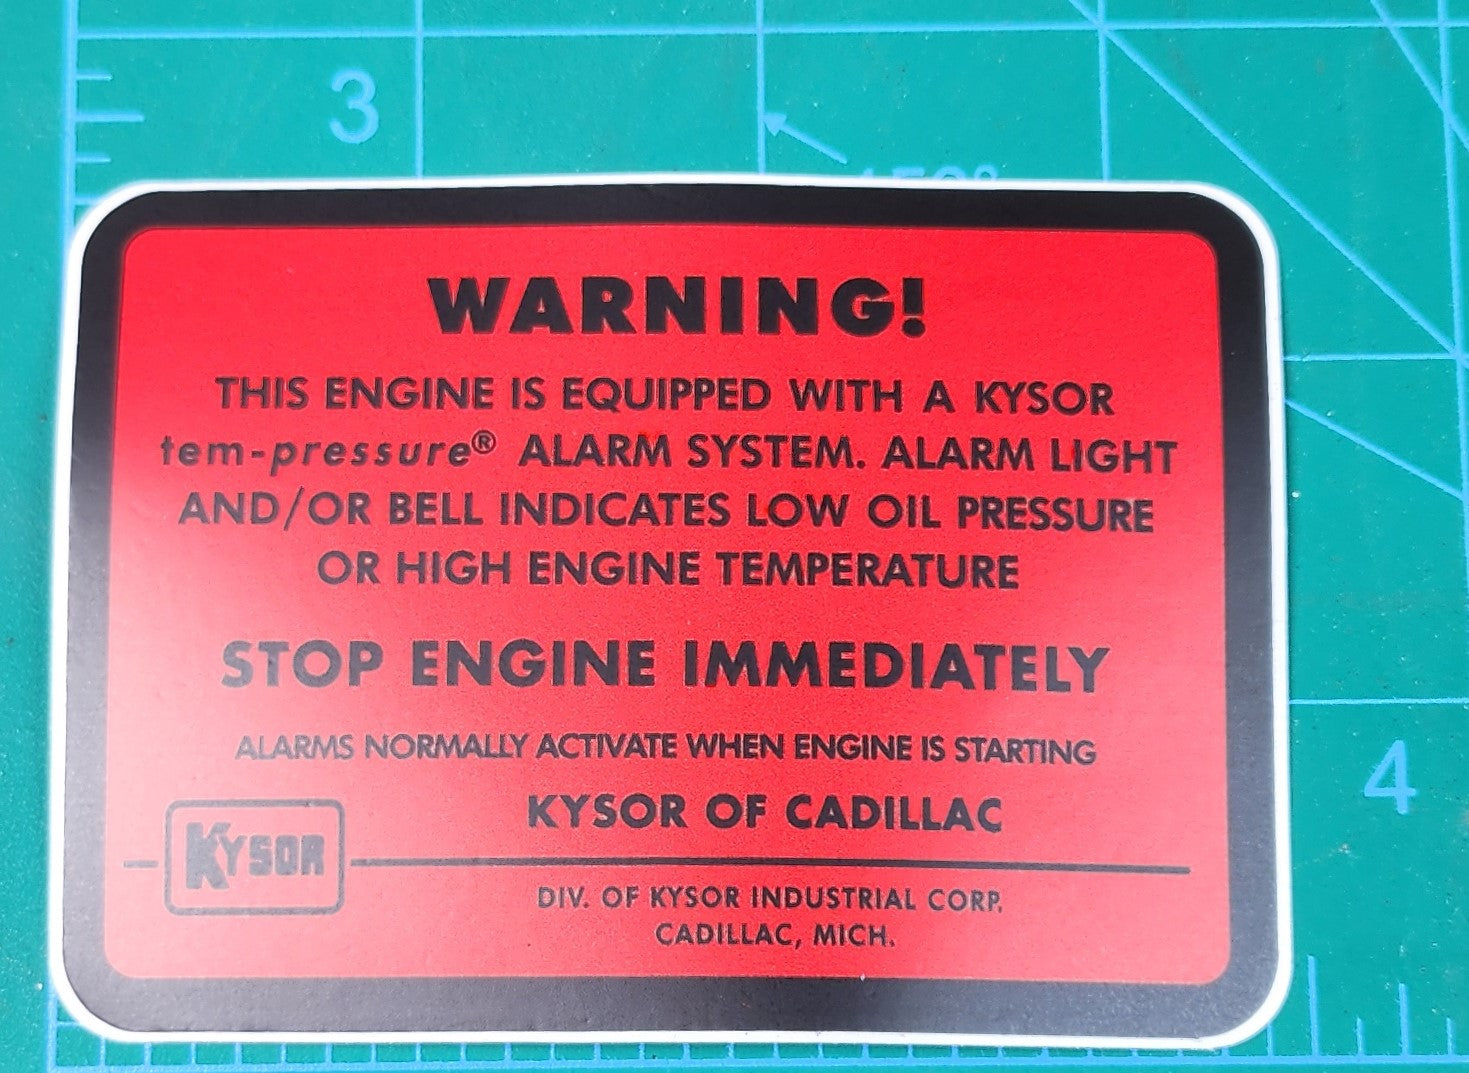 3
WARNING!
THIS ENGINE IS EQUIPPED WITH A KYSOR
tem-pressure® ALARM SYSTEM. ALARM LIGHT
AND/OR BELL INDICATES LOW OIL PRESSURE
OR HIGH ENGINE TEMPERATURE
STOP ENGINE IMMEDIATELY
ALARMS NORMALLY ACTIVATE WHEN ENGINE IS STARTING
4
KYSOR OF CADILLAC
KYSOR
DIV. OF KYSOR INDUSTRIAL CORP.
CADILLAC, MICH.